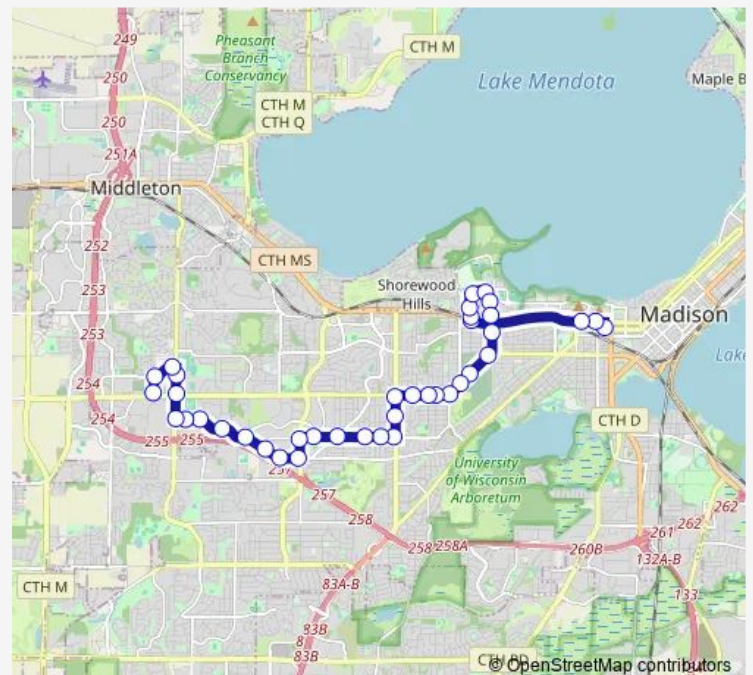 249
Pheasant
Branch
Conservancy
CTH M
Lake Mendota
250
Maple B
CTH M
CTH Q
250
251A
Middleton
252
CTH MS
253
Shorewood
Hills
Madison
253
Lake
254
254
CTH D
255
255
University
of Wisconsin
Arboretum
257
257
262
258
261
262
258
258A
260B
132A-B
CTH M
83A-B
133
83B
8
83B
CTH PD
© OpenStreetMap contributors